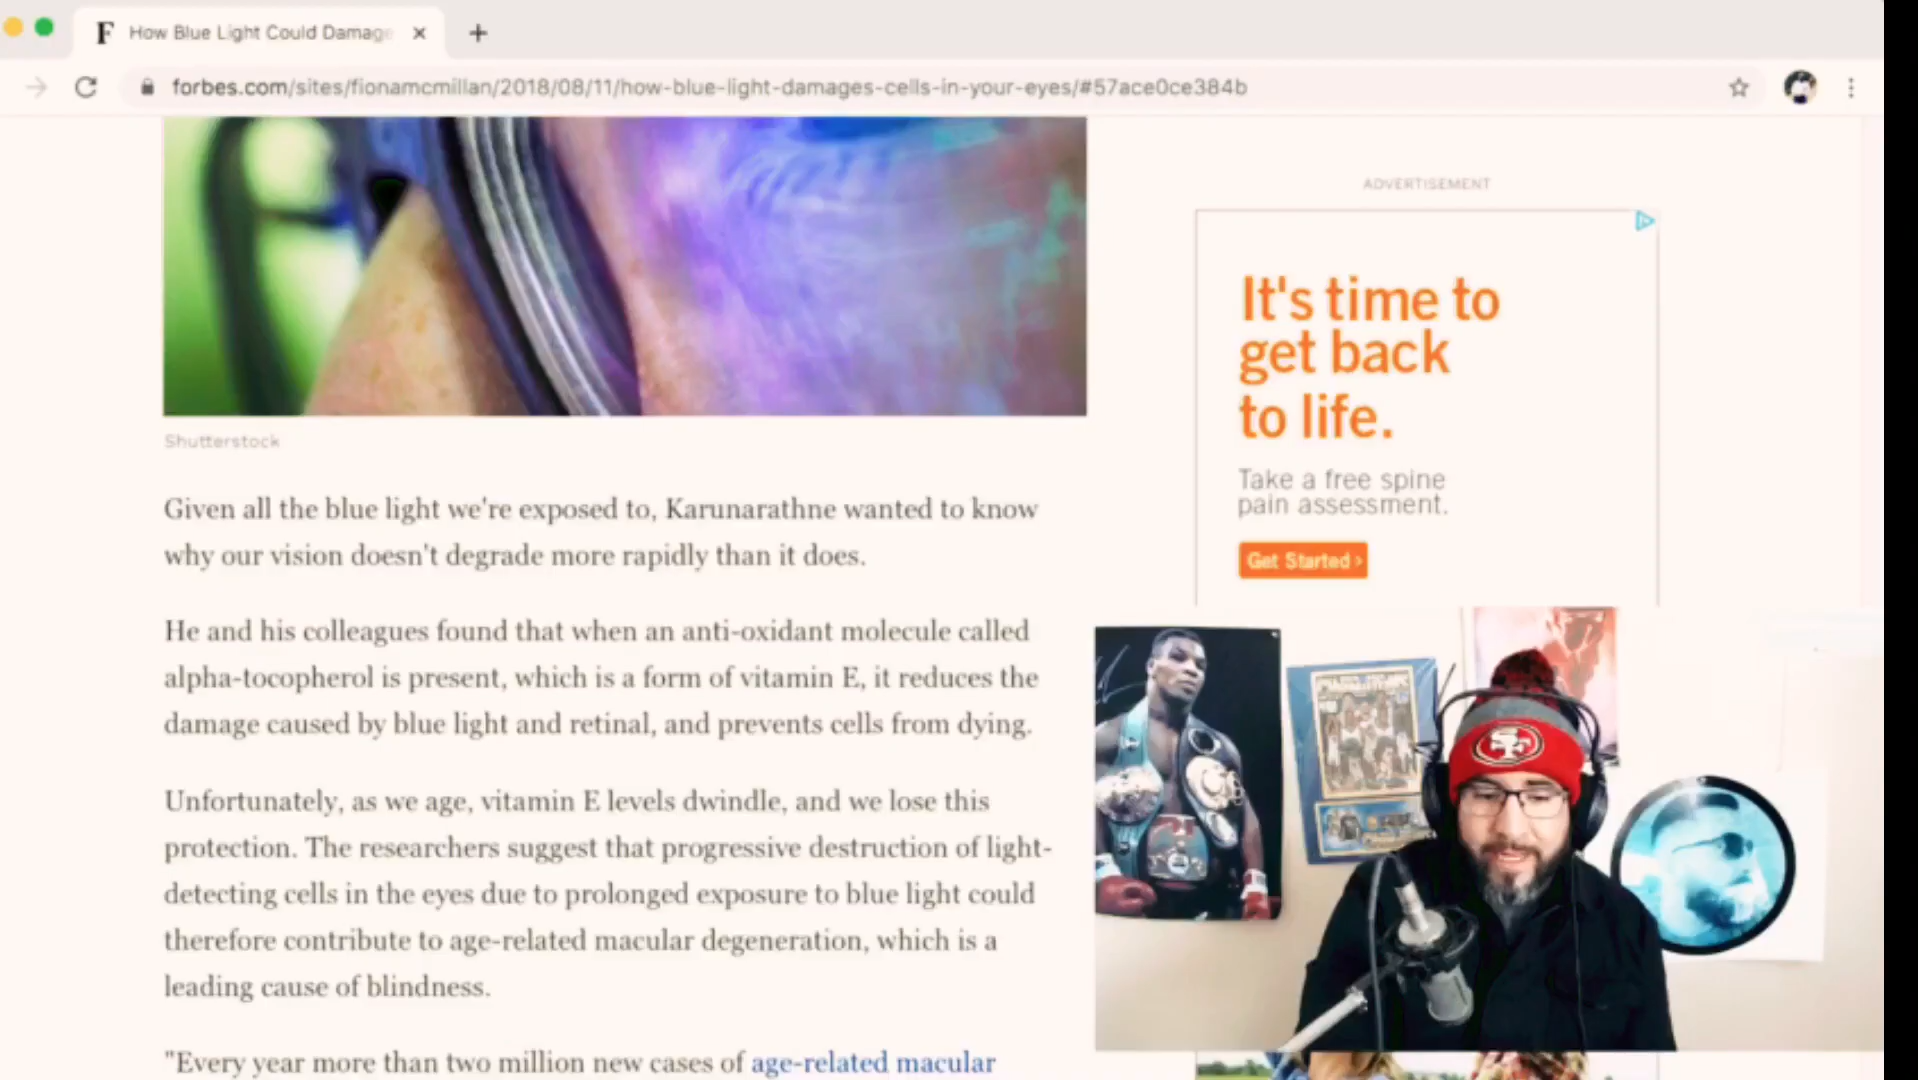 How Blue Light Could Damage
forbes.com/sites/fionamcmillan/2018/08/11/how-blue-light-damages-cells-in-your-eyes/#57ace0ce384b
ADVERTISEMENT
It's time to
get back
to life.
Take a free spine
pain assessment.
Get Started ›
Shutterstock
Given all the blue light we're exposed to, Karunarathne wanted to know
why our vision doesn't degrade more rapidly than it does.
He and his colleagues found that when an anti-oxidant molecule called
alpha-tocopherol is present, which is a form of vitamin E, it reduces the
damage caused by blue light and retinal, and prevents cells from dying.
Unfortunately, as we age, vitamin E levels dwindle, and we lose this
protection. The researchers suggest that progressive destruction of light-
detecting cells in the eyes due to prolonged exposure to blue light could
therefore contribute to age-related macular degeneration, which is a
leading cause of blindness.
"Every year more than two million new cases of age-related macular
SF